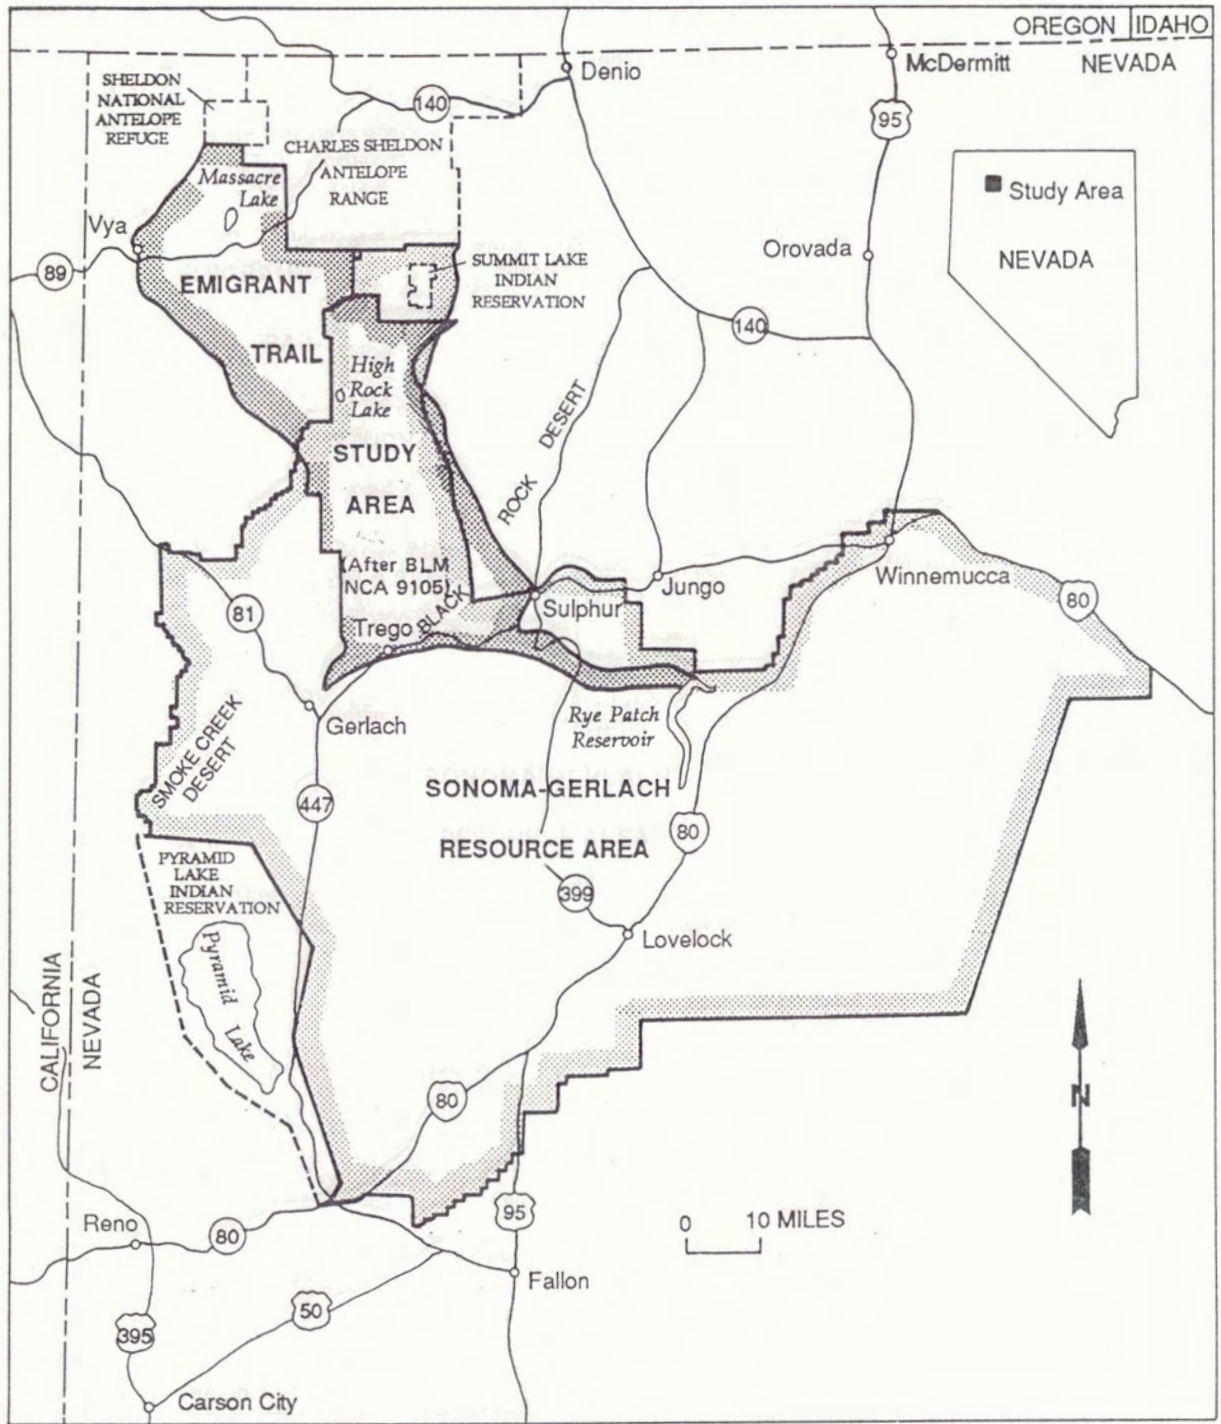 OREGON IDAHO
McDermitt
NEVADA
Denio
SHELDON
NATIONAL
ANTELOPE
REFUGE
140
95
CHARLES SHELDON
ANTELOPE
RANGE
Massacre
Lake
Study Area
NEVADA
Vya
Orovada
89
SUMMIT LAKE
INDIAN
RESERVATION
EMIGRANT
TRAIL
140
High
Rock
Lake
STUDY
AREA
ROCK DESERT
(After BLM
NCA 9105)
BLACK
Winnemucca
Jungo
Sulphur
80
81
Trego
Gerlach
Rye Patch
Reservoir
SMOKE CREEK
DESERT
447
SONOMA-GERLACH
RESOURCE AREA
80
PYRAMID
LAKE
INDIAN
RESERVATION
399
Lovelock
Pyramid
Lake
CALIFORNIA
NEVADA
80
N
Reno
80
95
0 10 MILES
Fallon
50
395
Carson City